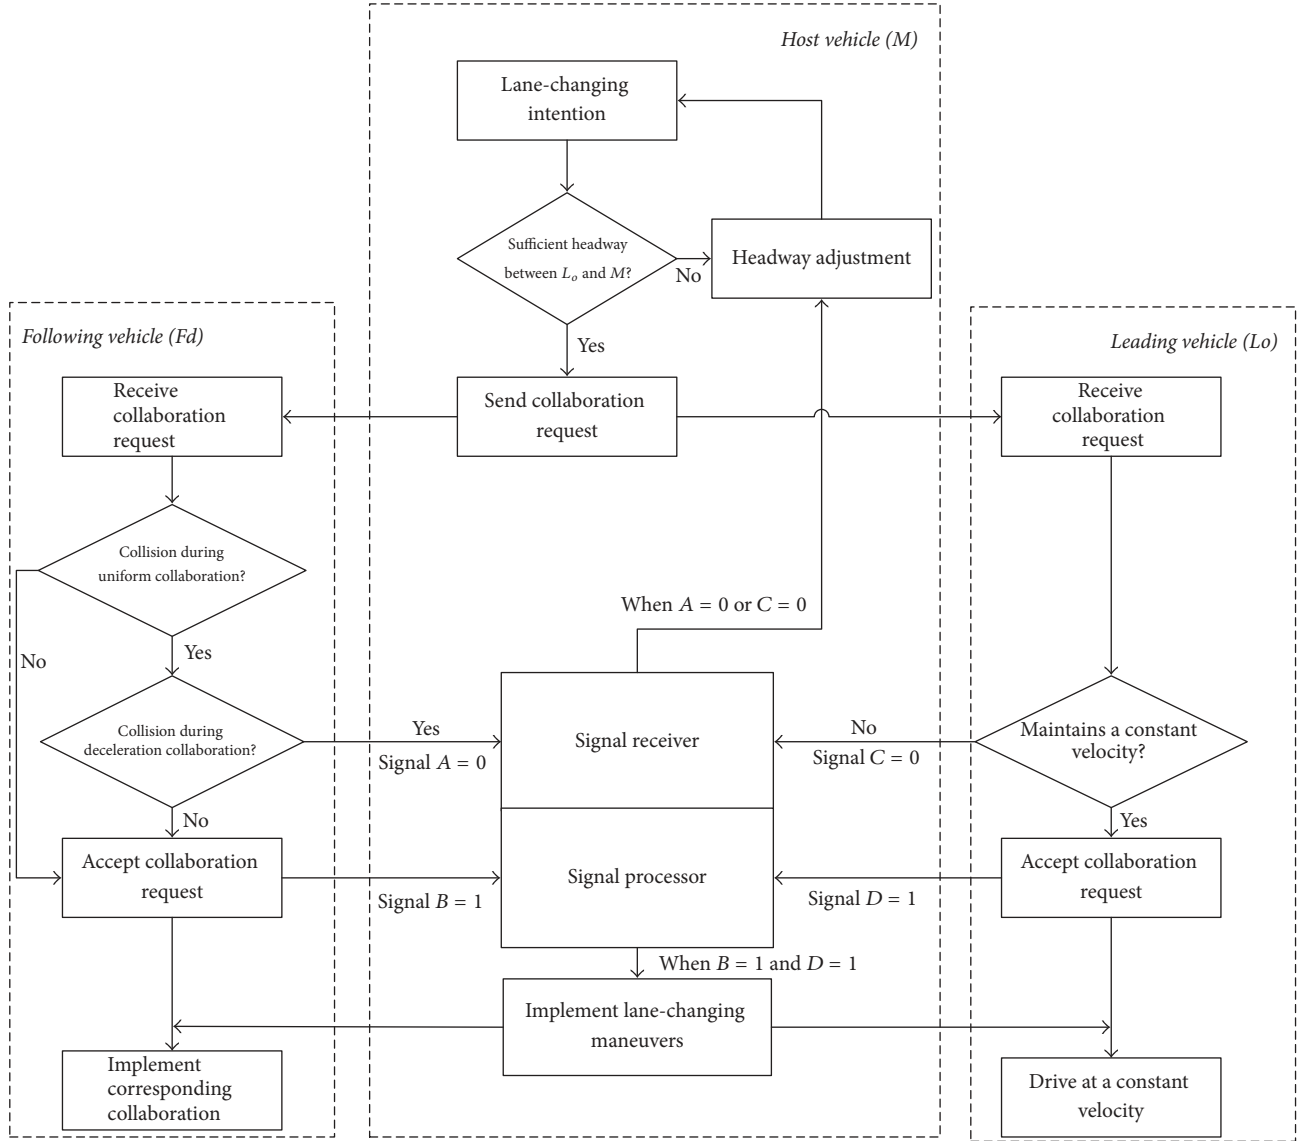 Host vehicle (M)
Lane-changing
intention
Sufficient headway
between Lo and M?
No
Headway adjustment
Yes
Following vehicle (Fd)
Leading vehicle (Lo)
Receive
collaboration
request
Send collaboration
request
Receive
collaboration
request
Collision during
uniform collaboration?
When A = 0 or C = 0
No
Yes
Collision during
deceleration collaboration?
Yes
Signal A = 0
Signal receiver
No
Signal C = 0
Maintains a constant
velocity?
No
Yes
Accept collaboration
request
Signal B = 1
Signal processor
Signal D = 1
Accept collaboration
request
When B = 1 and D = 1
Implement lane-changing
maneuvers
Implement
corresponding
collaboration
Drive at a constant
velocity